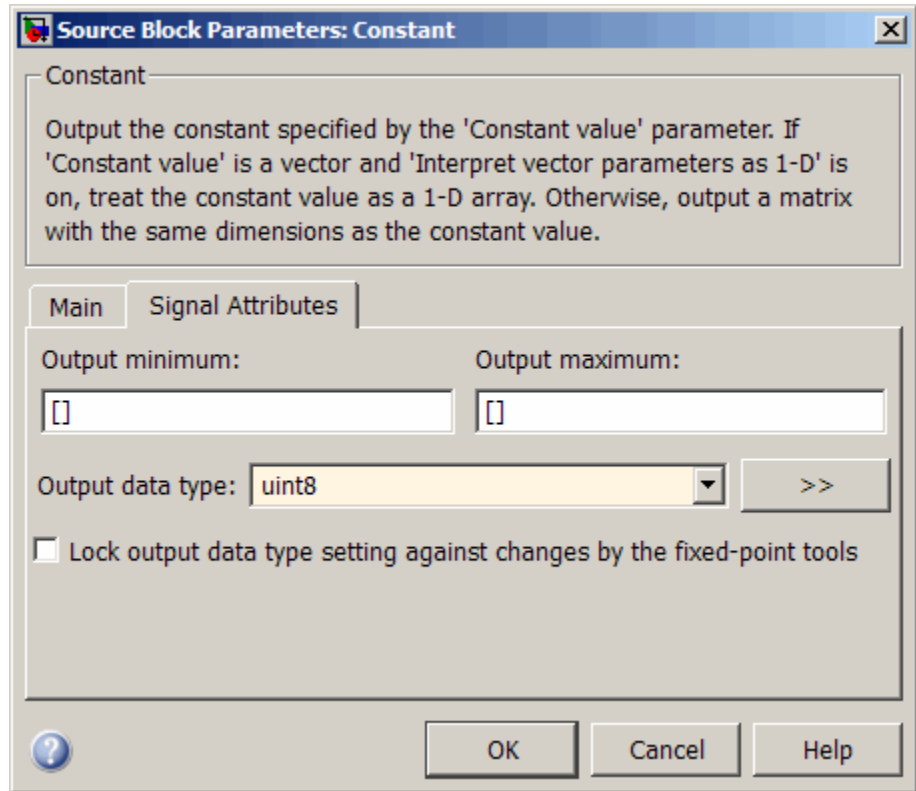 Source Block Parameters: Constant
Constant
Output the constant specified by the 'Constant value' parameter. If
'Constant value' is a vector and 'Interpret vector parameters as 1-D' is
on, treat the constant value as a 1-D array. Otherwise, output a matrix
with the same dimensions as the constant value.
Main Signal Attributes
Output minimum: Output maximum:
[] []
Output data type: uint8 >>
Lock output data type setting against changes by the fixed-point tools
? OK Cancel Help